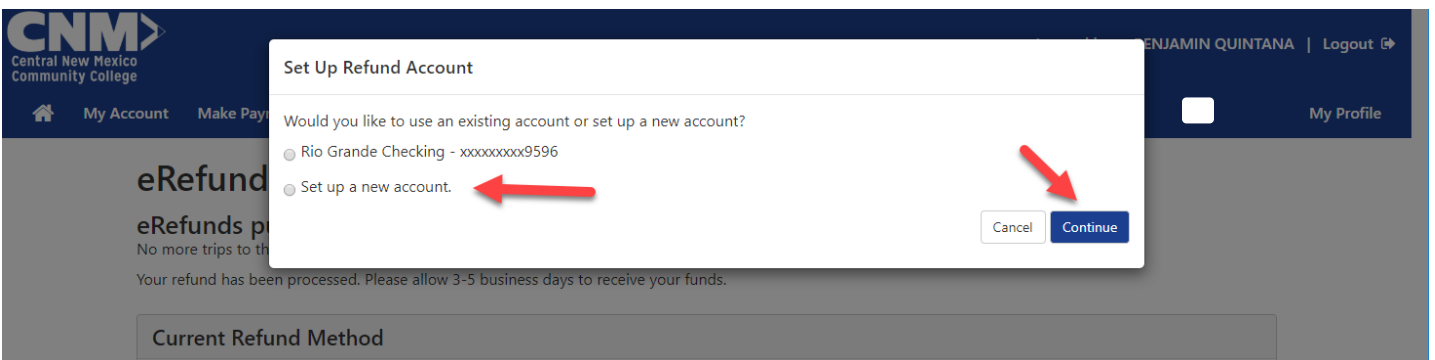 CNM
Central New Mexico
Community College
ENJAMIN QUINTANA | Logout
My Account Make Pay My Profile
Set Up Refund Account
Would you like to use an existing account or set up a new account?
Rio Grande Checking - xxxxxxxxx9596
Set up a new account.
Cancel Continue
eRefund
eRefunds p
No more trips to th
Your refund has been processed. Please allow 3-5 business days to receive your funds.
Current Refund Method